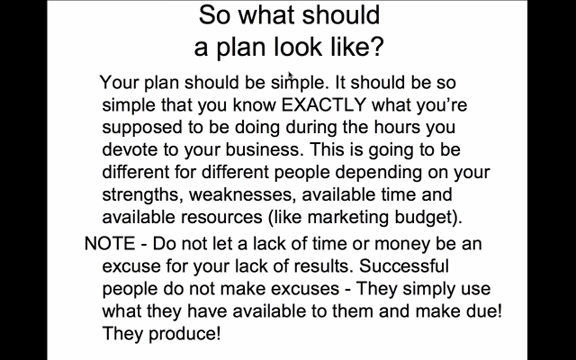 So what should
a plan look like?
Your plan should be simple. It should be so
simple that you know EXACTLY what you're
supposed to be doing during the hours you
devote to your business. This is going to be
different for different people depending on your
strengths, weaknesses, available time and
available resources (like marketing budget).
NOTE - Do not let a lack of time or money be an
excuse for your lack of results. Successful
people do not make excuses - They simply use
what they have available to them and make due!
They produce!